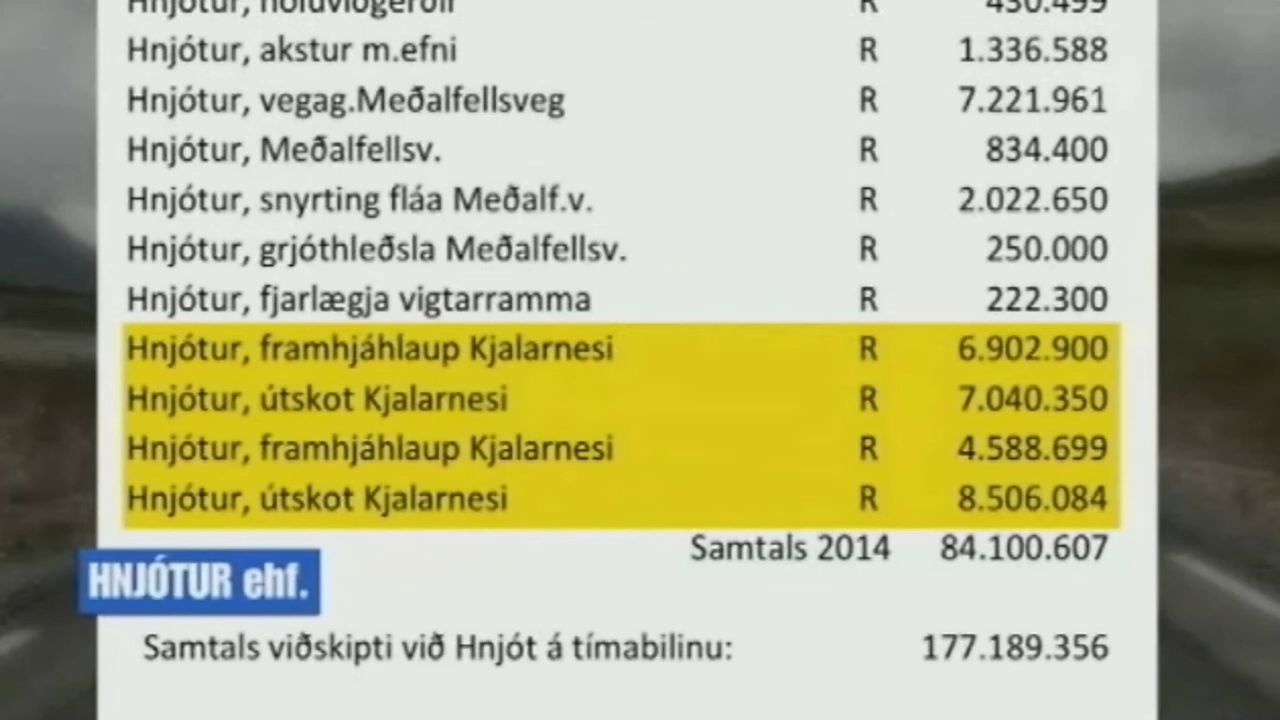 Hnjótur, R 430.499
Hnjótur, akstur m.efni R 1.336.588
Hnjótur, vegag.Meðalfellsveg R 7.221.961
Hnjótur, Meðalfellsv. R 834.400
Hnjótur, snyrting fláa Meðalf.v. R 2.022.650
Hnjótur, grjóthleðsla Meðalfellsv. R 250.000
Hnjótur, fjarlægja vigtarramma R 222.300
Hnjótur, framhjáhlaup Kjalarnesi R 6.902.900
Hnjótur, útskot Kjalarnesi R 7.040.350
Hnjótur, framhjáhlaup Kjalarnesi R 4.588.699
Hnjótur, útskot Kjalarnesi R 8.506.084
Samtals 2014 84.100.607
HNJÓTUR ehf.
Samtals viðskipti við Hnjót á tímabilinu: 177.189.356